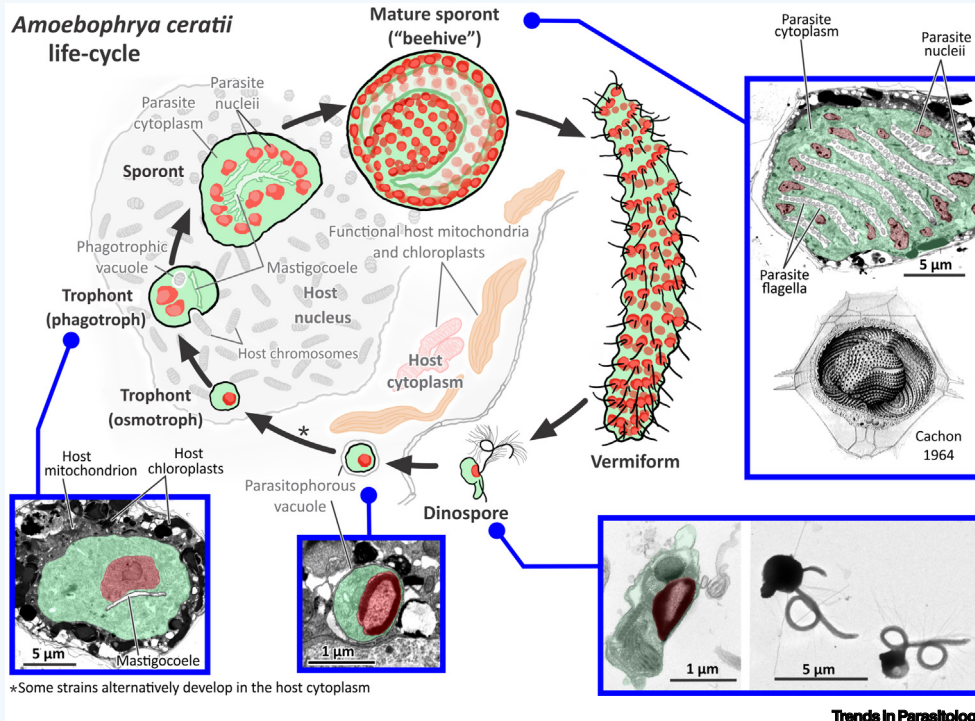 Amoebophrya ceratii
life-cycle
Mature sporont
("beehive")
Parasite
cytoplasm
Parasite
nucleii
Parasite
nucleii
Parasite
cytoplasm
Sporont
Phagotrophic
vacuole
Mastigocoele
Trophont
(phagotroph)
Host
nucleus
Host chromosomes
Functional host mitochondria
and chloroplasts
Host
cytoplasm
Trophont
(osmotroph)
*
Parasitophorous
vacuole
Dinospore
Vermiform
Parasite
flagella
5 µm
Cachon
1964
Host
mitochondrion
Host
chloroplasts
5 µm
Mastigocoele
1 µm
1 µm
5 µm
*Some strains alternatively develop in the host cytoplasm
Trends in Parasitolog